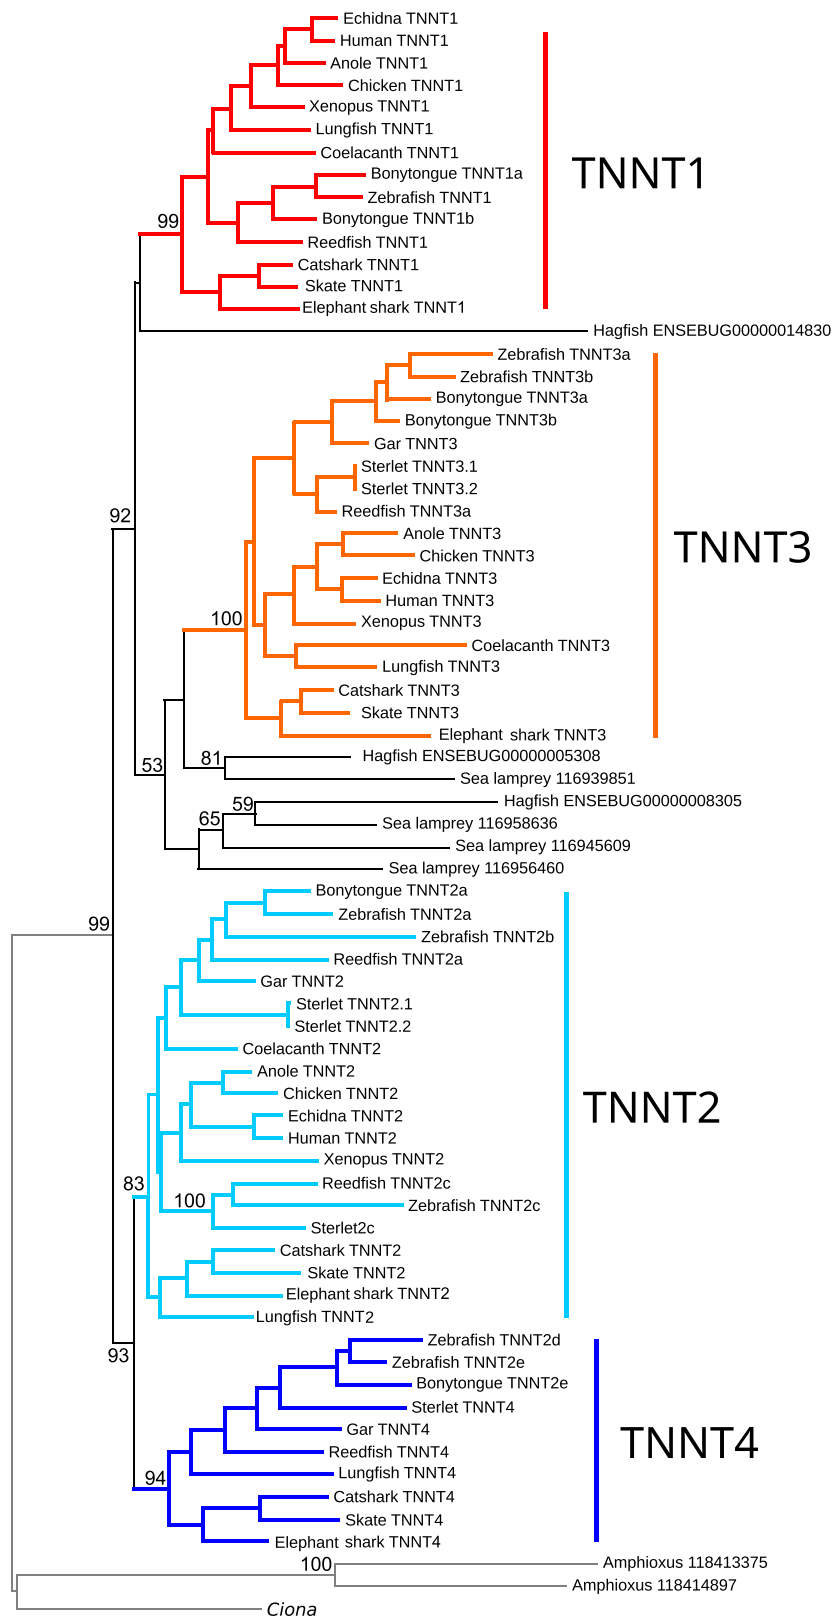 Echidna TNNT1
Human TNNT1
Anole TNNT1
Chicken TNNT1
Xenopus TNNT1
Lungfish TNNT1
Coelacanth TNNT1
Bonytongue TNNT1a
TNNT1
Zebrafish TNNT1
Bonytongue TNNT1b
99
Reedfish TNNT1
Catshark TNNT1
Skate TNNT1
Elephant shark TNNT1
Hagfish ENSEBUG00000014830
Zebrafish TNNT3a
Zebrafish TNNT3b
Bonytongue TNNT3a
Bonytongue TNNT3b
Gar TNNT3
Sterlet TNNT3.1
Sterlet TNNT3.2
Reedfish TNNT3a
92
Anole TNNT3
TNNT3
Chicken TNNT3
Echidna TNNT3
Human TNNT3
100
Xenopus TNNT3
Coelacanth TNNT3
Lungfish TNNT3
Catshark TNNT3
Skate TNNT3
Elephant shark TNNT3
Hagfish ENSEBUG00000005308
81
53
Sea lamprey 116939851
Hagfish ENSEBUG00000008305
59
65
Sea lamprey 116958636
Sea lamprey 116945609
Sea lamprey 116956460
Bonytongue TNNT2a
Zebrafish TNNT2a
99
Zebrafish TNNT2b
Reedfish TNNT2a
Gar TNNT2
Sterlet TNNT2.1
Sterlet TNNT2.2
Coelacanth TNNT2
Anole TNNT2
Chicken TNNT2
TNNT2
Echidna TNNT2
Human TNNT2
Xenopus TNNT2
83
Reedfish TNNT2c
100
Zebrafish TNNT2c
Sterlet2c
Catshark TNNT2
Skate TNNT2
Elephant shark TNNT2
Lungfish TNNT2
Zebrafish TNNT2d
93
Zebrafish TNNT2e
Bonytongue TNNT2e
Sterlet TNNT4
Gar TNNT4
TNNT4
Reedfish TNNT4
Lungfish TNNT4
94
Catshark TNNT4
Skate TNNT4
Elephant shark TNNT4
100
Amphioxus 118413375
Amphioxus 118414897
Ciona